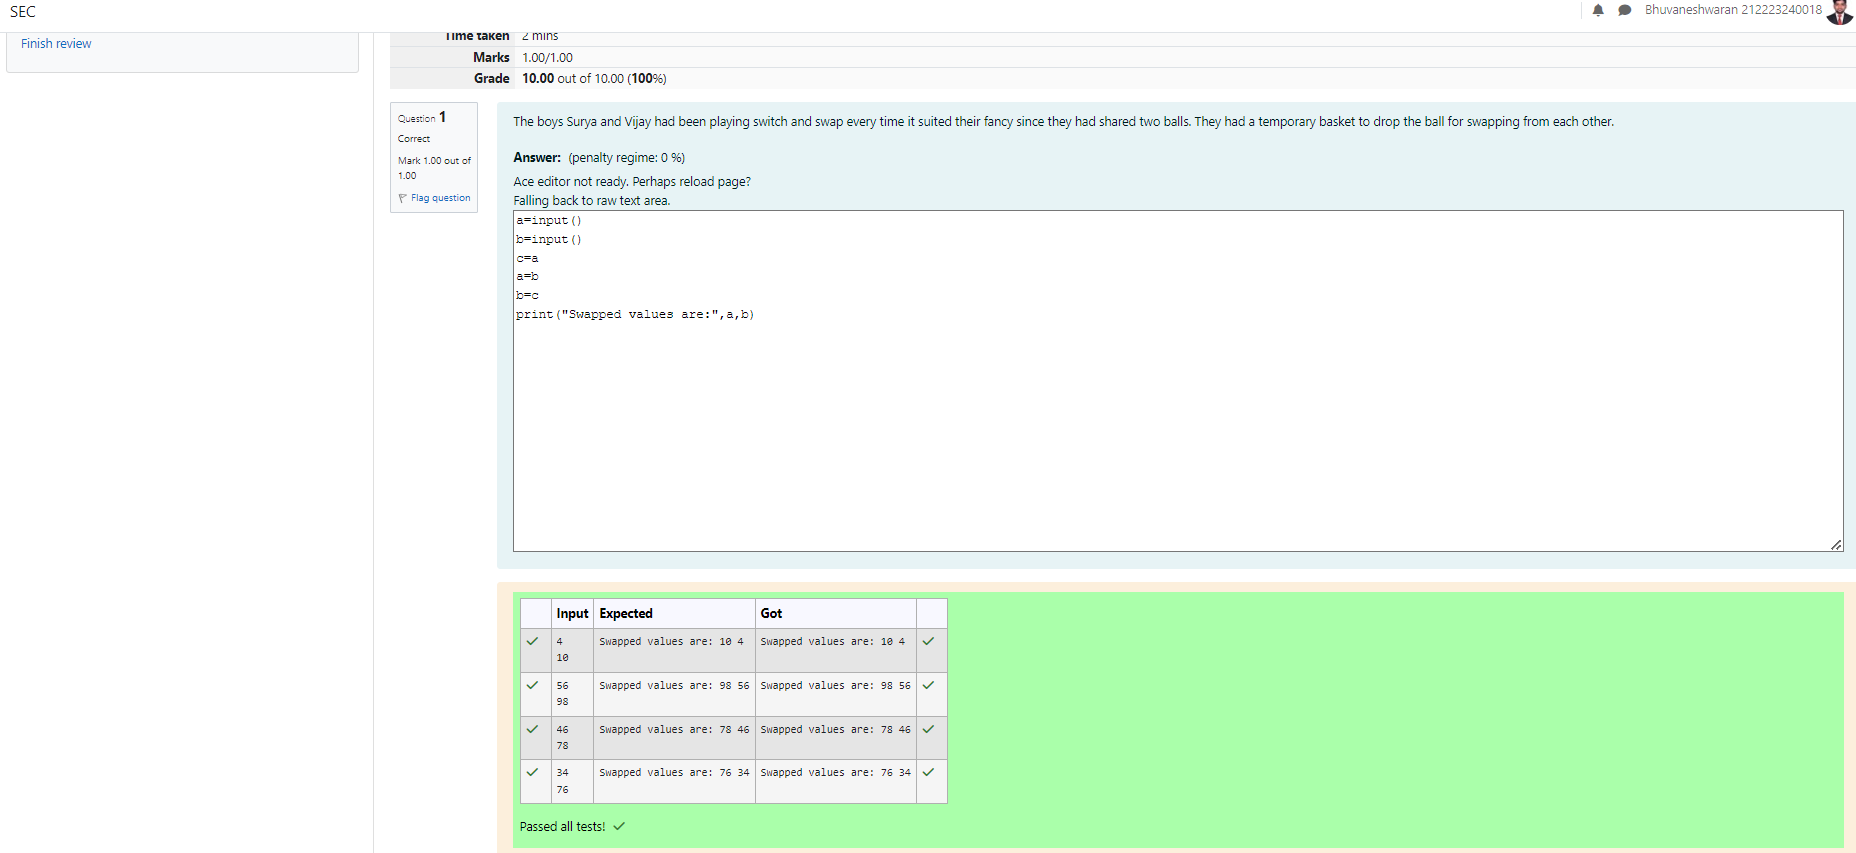 SEC
Bhuvaneshwaran 212223240018
Finish review
Time taken 2 mins
Marks 1.00/1.00
Grade 10.00 out of 10.00 (100%)
Question 1
Correct
Mark 1.00 out of
1.00
Flag question
The boys Surya and Vijay had been playing switch and swap every time it suited their fancy since they had shared two balls. They had a temporary basket to drop the ball for swapping from each other.
Answer: (penalty regime: 0 %)
Ace editor not ready. Perhaps reload page?
Falling back to raw text area.
a=input()
b=input()
c=a
a=b
b=c
print("Swapped values are:",a,b)
Input Expected Got
4 Swapped values are: 10 4 Swapped values are: 10 4
10
56 Swapped values are: 98 56 Swapped values are: 98 56
98
46 Swapped values are: 78 46 Swapped values are: 78 46
78
34 Swapped values are: 76 34 Swapped values are: 76 34
76
Passed all tests!